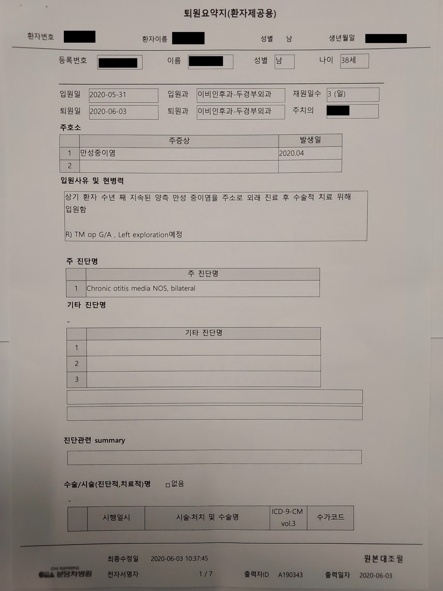 퇴원요약지(환자제공용)
환자번호 환자이름 성별 남 생년월일
등록번호 이름 성별 남 나이 38세
입원일 2020-05-31 입원과 이비인후과-두경부외과 재원일수 3 (일)
퇴원일 2020-06-03 퇴원과 이비인후과-두경부외과 주치의
주호소
주증상 발생일
1 만성중이염 2020.04
2
입원사유 및 현병력
상기 환자 수년 째 지속된 양측 만성 중이염을 주소로 외래 진료 후 수술적 치료 위해
입원함
R) TM op G/A , Left exploration예정
주 진단명
주 진단명
1 Chronic otitis media NOS, bilateral
기타 진단명
-
기타 진단명
1
2
3
진단관련 summary
수술/시술(진단적,치료적)명 □없음
-
시행일시 시술·처치 및 수술명 ICD-9-CM vol.3 수가코드
최종수정일 2020-06-03 10:37:45 원본대조필
전자서명자 1 / 7 출력자ID A190343 출력일자 2020-06-03
분당차병원